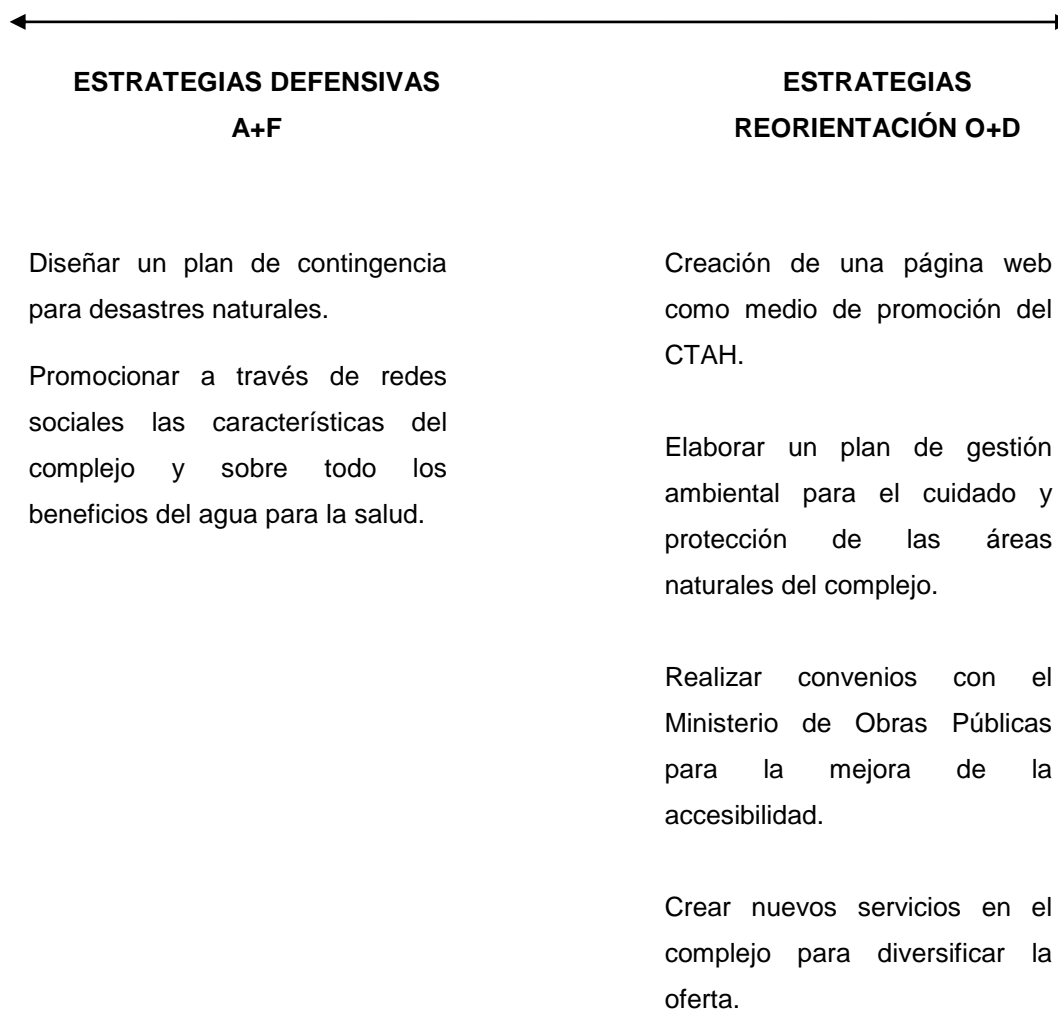 ESTRATEGIAS DEFENSIVAS
A+F
Diseñar un plan de contingencia
para desastres naturales.
Promocionar a través de redes
sociales las características del
complejo y sobre todo los
beneficios del agua para la salud.
ESTRATEGIAS
REORIENTACIÓN O+D
Creación de una página web
como medio de promoción del
CTAH.
Elaborar un plan de gestión
ambiental para el cuidado y
protección de las áreas
naturales del complejo.
Realizar convenios con el
Ministerio de Obras Públicas
para la mejora de la
accesibilidad.
Crear nuevos servicios en el
complejo para diversificar la
oferta.